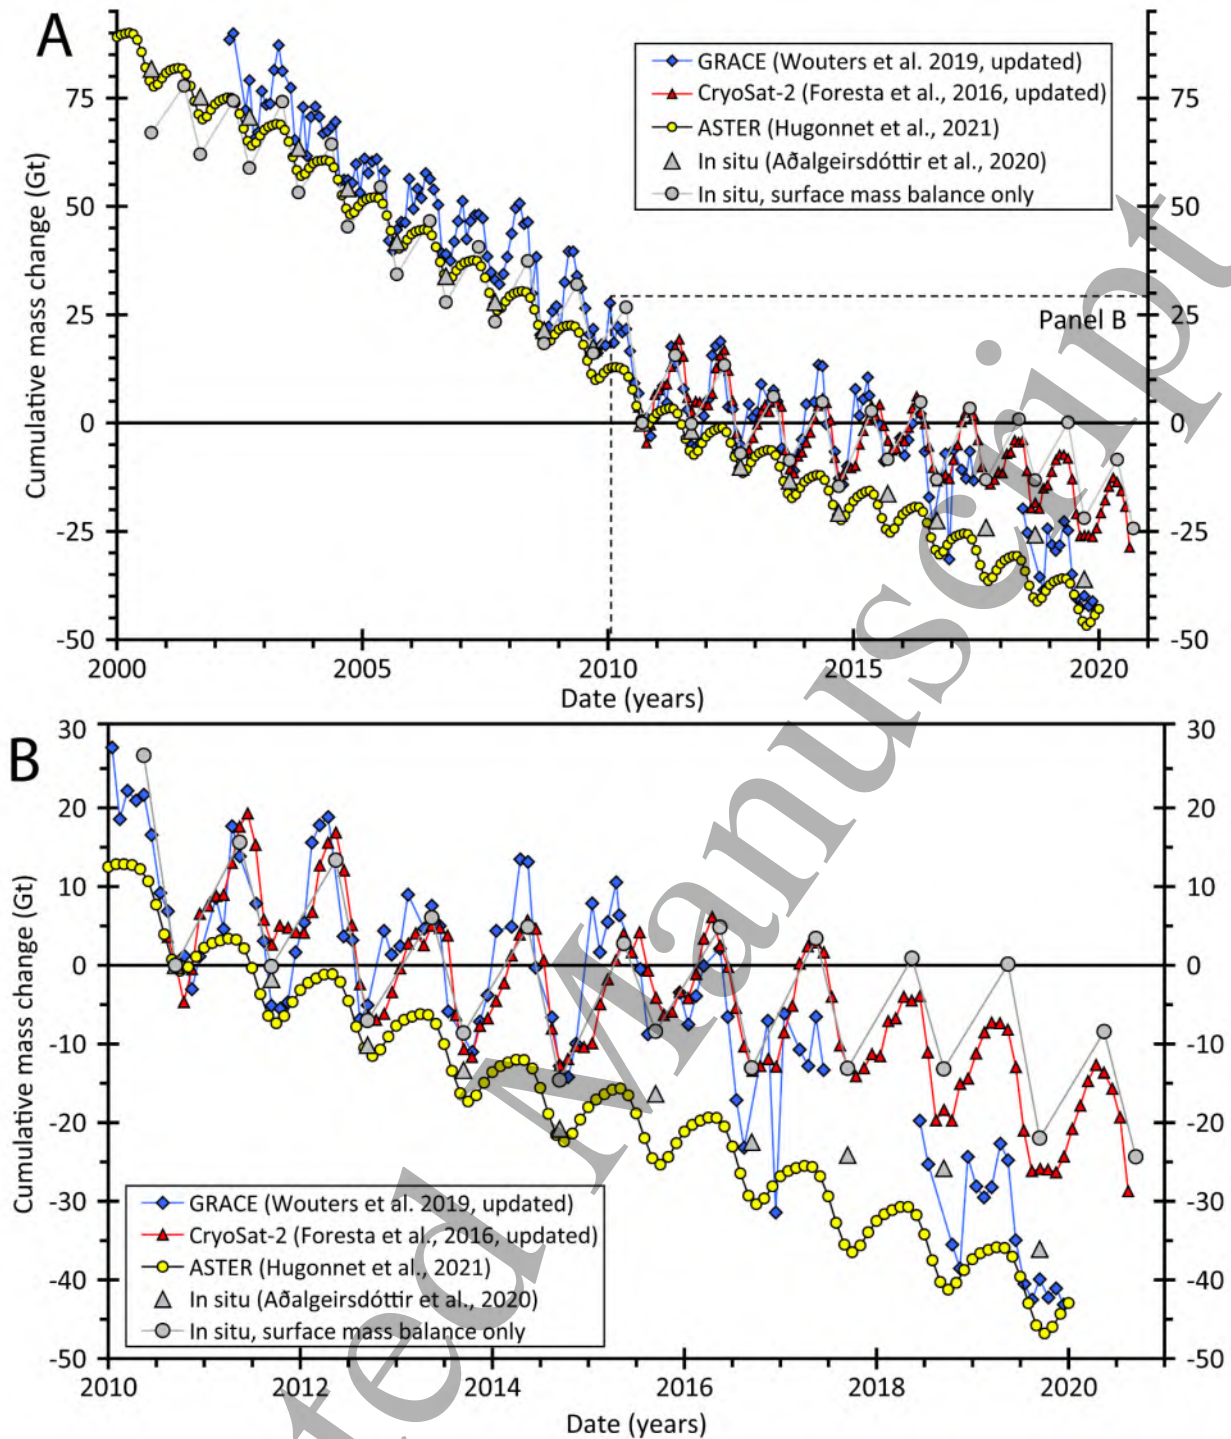 A
GRACE (Wouters et al. 2019, updated)
CryoSat-2 (Foresta et al., 2016, updated)
ASTER (Hugonnet et al., 2021)
In situ (Aðalgeirsdóttir et al., 2020)
In situ, surface mass balance only
Cumulative mass change (Gt)
75
50
25
0
-25
-50
75
50
25
0
-25
-50
Panel B
2000
2005
2010
2015
2020
Date (years)
B
Cumulative mass change (Gt)
30
20
10
0
-10
-20
-30
-40
-50
30
20
10
0
-10
-20
-30
-40
-50
GRACE (Wouters et al. 2019, updated)
CryoSat-2 (Foresta et al., 2016, updated)
ASTER (Hugonnet et al., 2021)
In situ (Aðalgeirsdóttir et al., 2020)
In situ, surface mass balance only
2010
2012
2014
2016
2018
2020
Date (years)
ted Manuscript